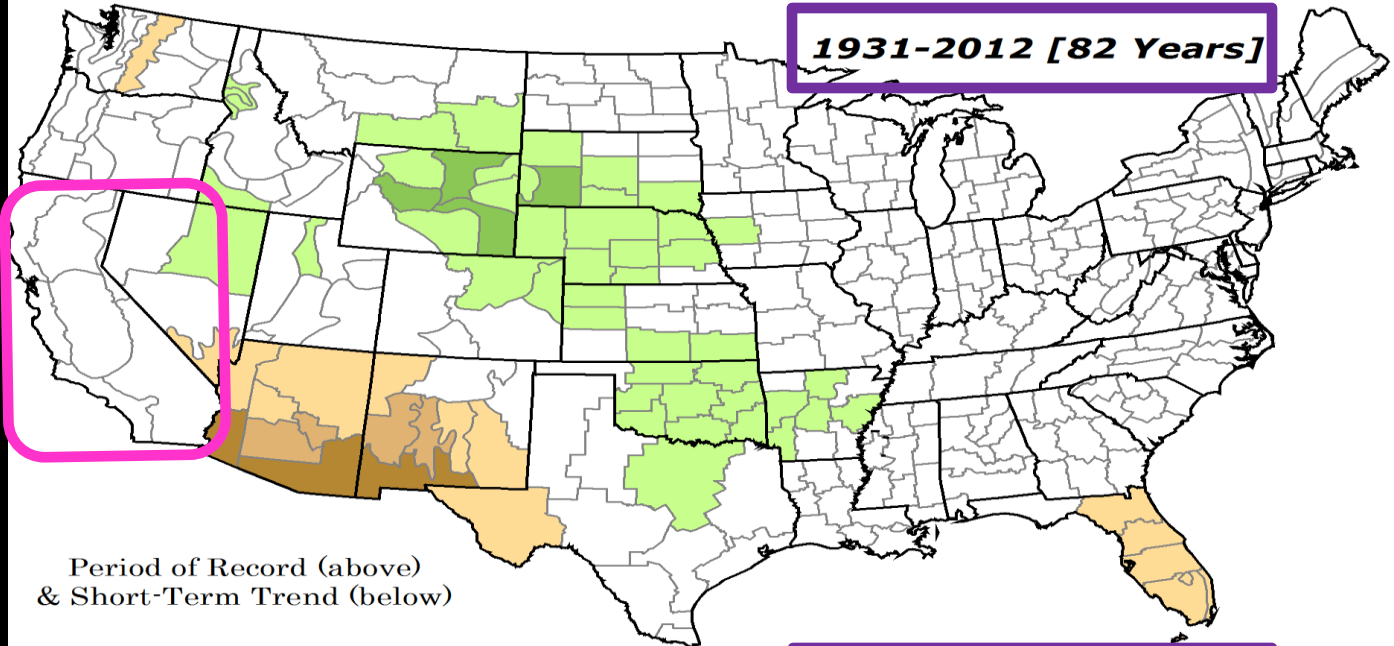 1931-2012 [82 Years]
Period of Record (above)
& Short-Term Trend (below)